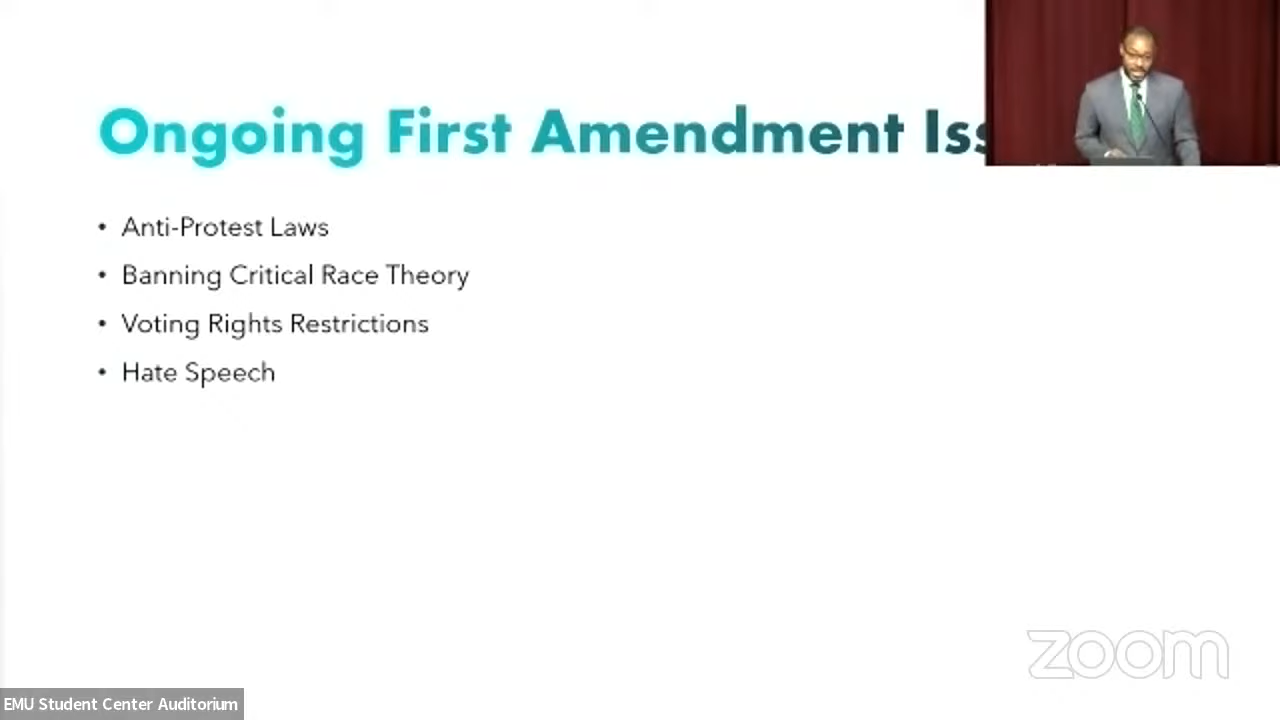 Ongoing First Amendment Iss
• Anti-Protest Laws
• Banning Critical Race Theory
• Voting Rights Restrictions
• Hate Speech
zoom
EMU Student Center Auditorium